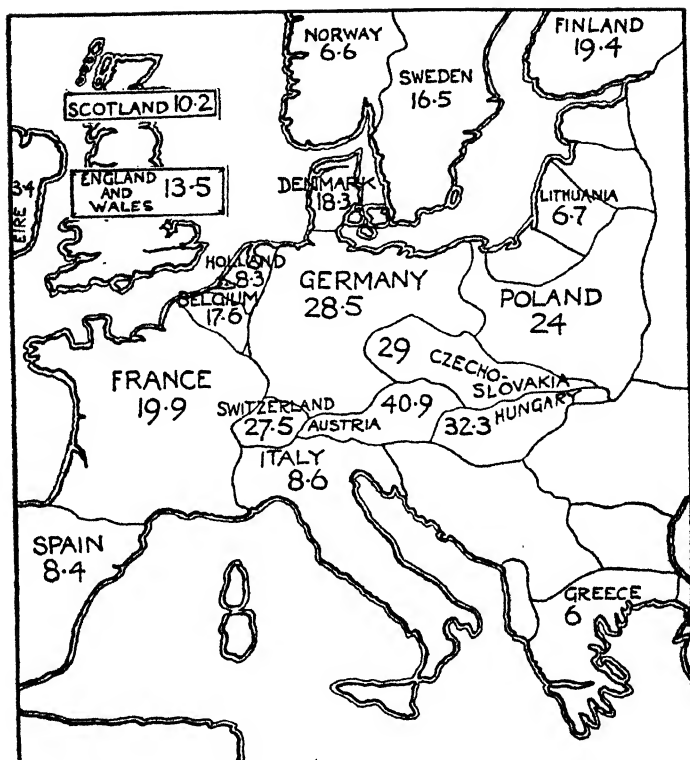 NORWAY
6·6
SWEDEN
16·5
FINLAND
19·4
SCOTLAND 10·2
ENGLAND
AND
WALES
13·5
3·4
EIRE
DENMARK
18·3
LITHUANIA
6·7
HOLLAND
8·3
BELGIUM
17·6
GERMANY
28·5
POLAND
24
29
CZECHO-
SLOVAKIA
FRANCE
19·9
SWITZERLAND
27·5
AUSTRIA
40·9
32·3
HUNGARY
ITALY
8·6
SPAIN
8·4
GREECE
6